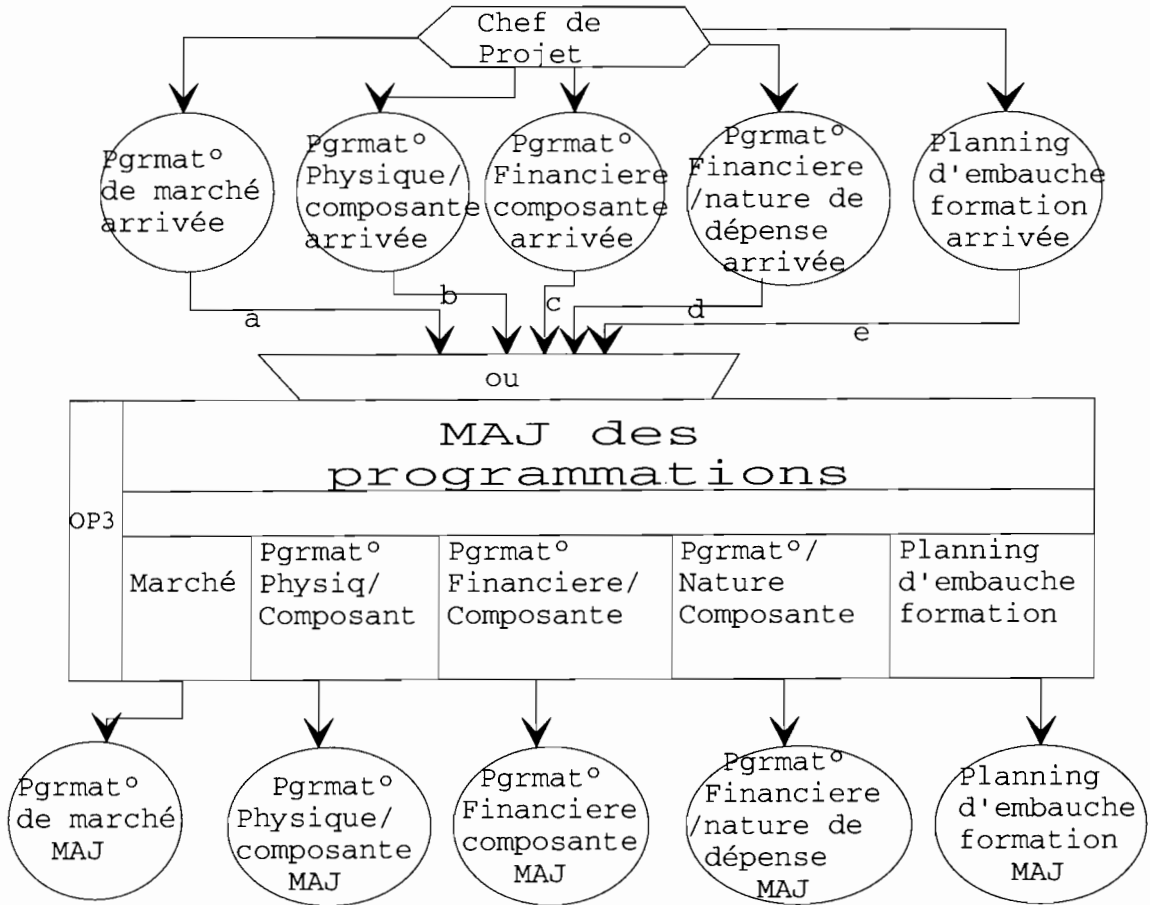 Chef de
Projet
Pgrmat°
de marché
arrivée
Pgrmat°
Physique/
composante
arrivée
Pgrmat°
Financiere
composante
arrivée
Pgrmat°
Financiere
/nature de
dépense
arrivée
Planning
d'embauche
formation
arrivée
a
b
c
d
e
ou
MAJ des
programmations
OP3
Marché
Pgrmat°
Physiq/
Composant
Pgrmat°
Financiere/
Composante
Pgrmat°/
Nature
Composante
Planning
d'embauche
formation
Pgrmat°
de marché
MAJ
Pgrmat°
Physique/
composante
MAJ
Pgrmat°
Financiere
composante
MAJ
Pgrmat°
Financiere
/nature de
dépense
MAJ
Planning
d'embauche
formation
MAJ